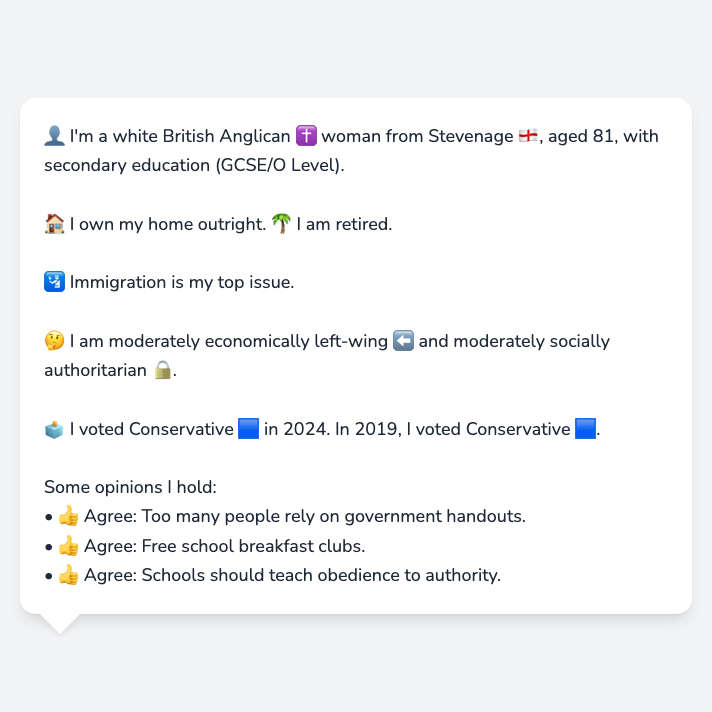 👤 I'm a white British Anglican ✝️ woman from Stevenage 🏴󠁧󠁢󠁥󠁮󠁧󠁿, aged 81, with
secondary education (GCSE/O Level).
🏠 I own my home outright. 🌴 I am retired.
🛂 Immigration is my top issue.
🤔 I am moderately economically left-wing ⬅️ and moderately socially
authoritarian 🔒.
🗳️ I voted Conservative 🟦 in 2024. In 2019, I voted Conservative 🟦.
Some opinions I hold:
• 👍 Agree: Too many people rely on government handouts.
• 👍 Agree: Free school breakfast clubs.
• 👍 Agree: Schools should teach obedience to authority.